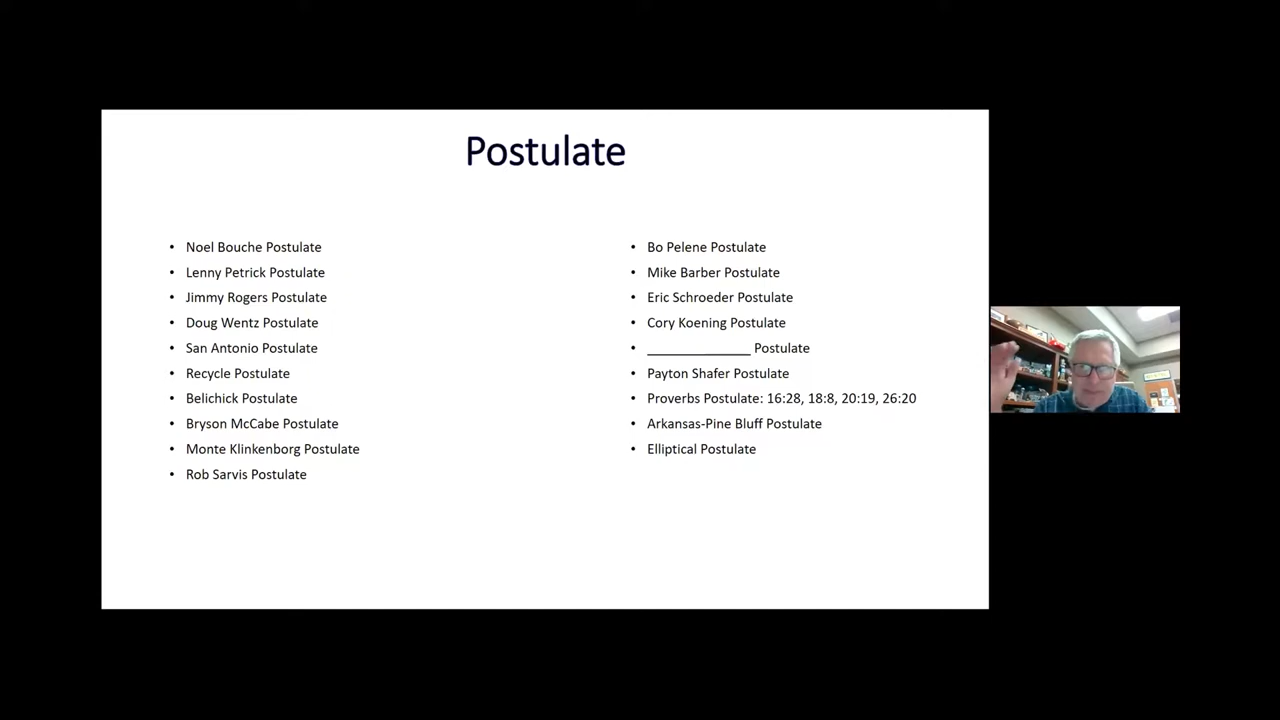 Postulate
• Noel Bouche Postulate
• Lenny Petrick Postulate
• Jimmy Rogers Postulate
• Doug Wentz Postulate
• San Antonio Postulate
• Recycle Postulate
• Belichick Postulate
• Bryson McCabe Postulate
• Monte Klinkenborg Postulate
• Rob Sarvis Postulate
• Bo Pelene Postulate
• Mike Barber Postulate
• Eric Schroeder Postulate
• Cory Koening Postulate
• ______________ Postulate
• Payton Shafer Postulate
• Proverbs Postulate: 16:28, 18:8, 20:19, 26:20
• Arkansas-Pine Bluff Postulate
• Elliptical Postulate